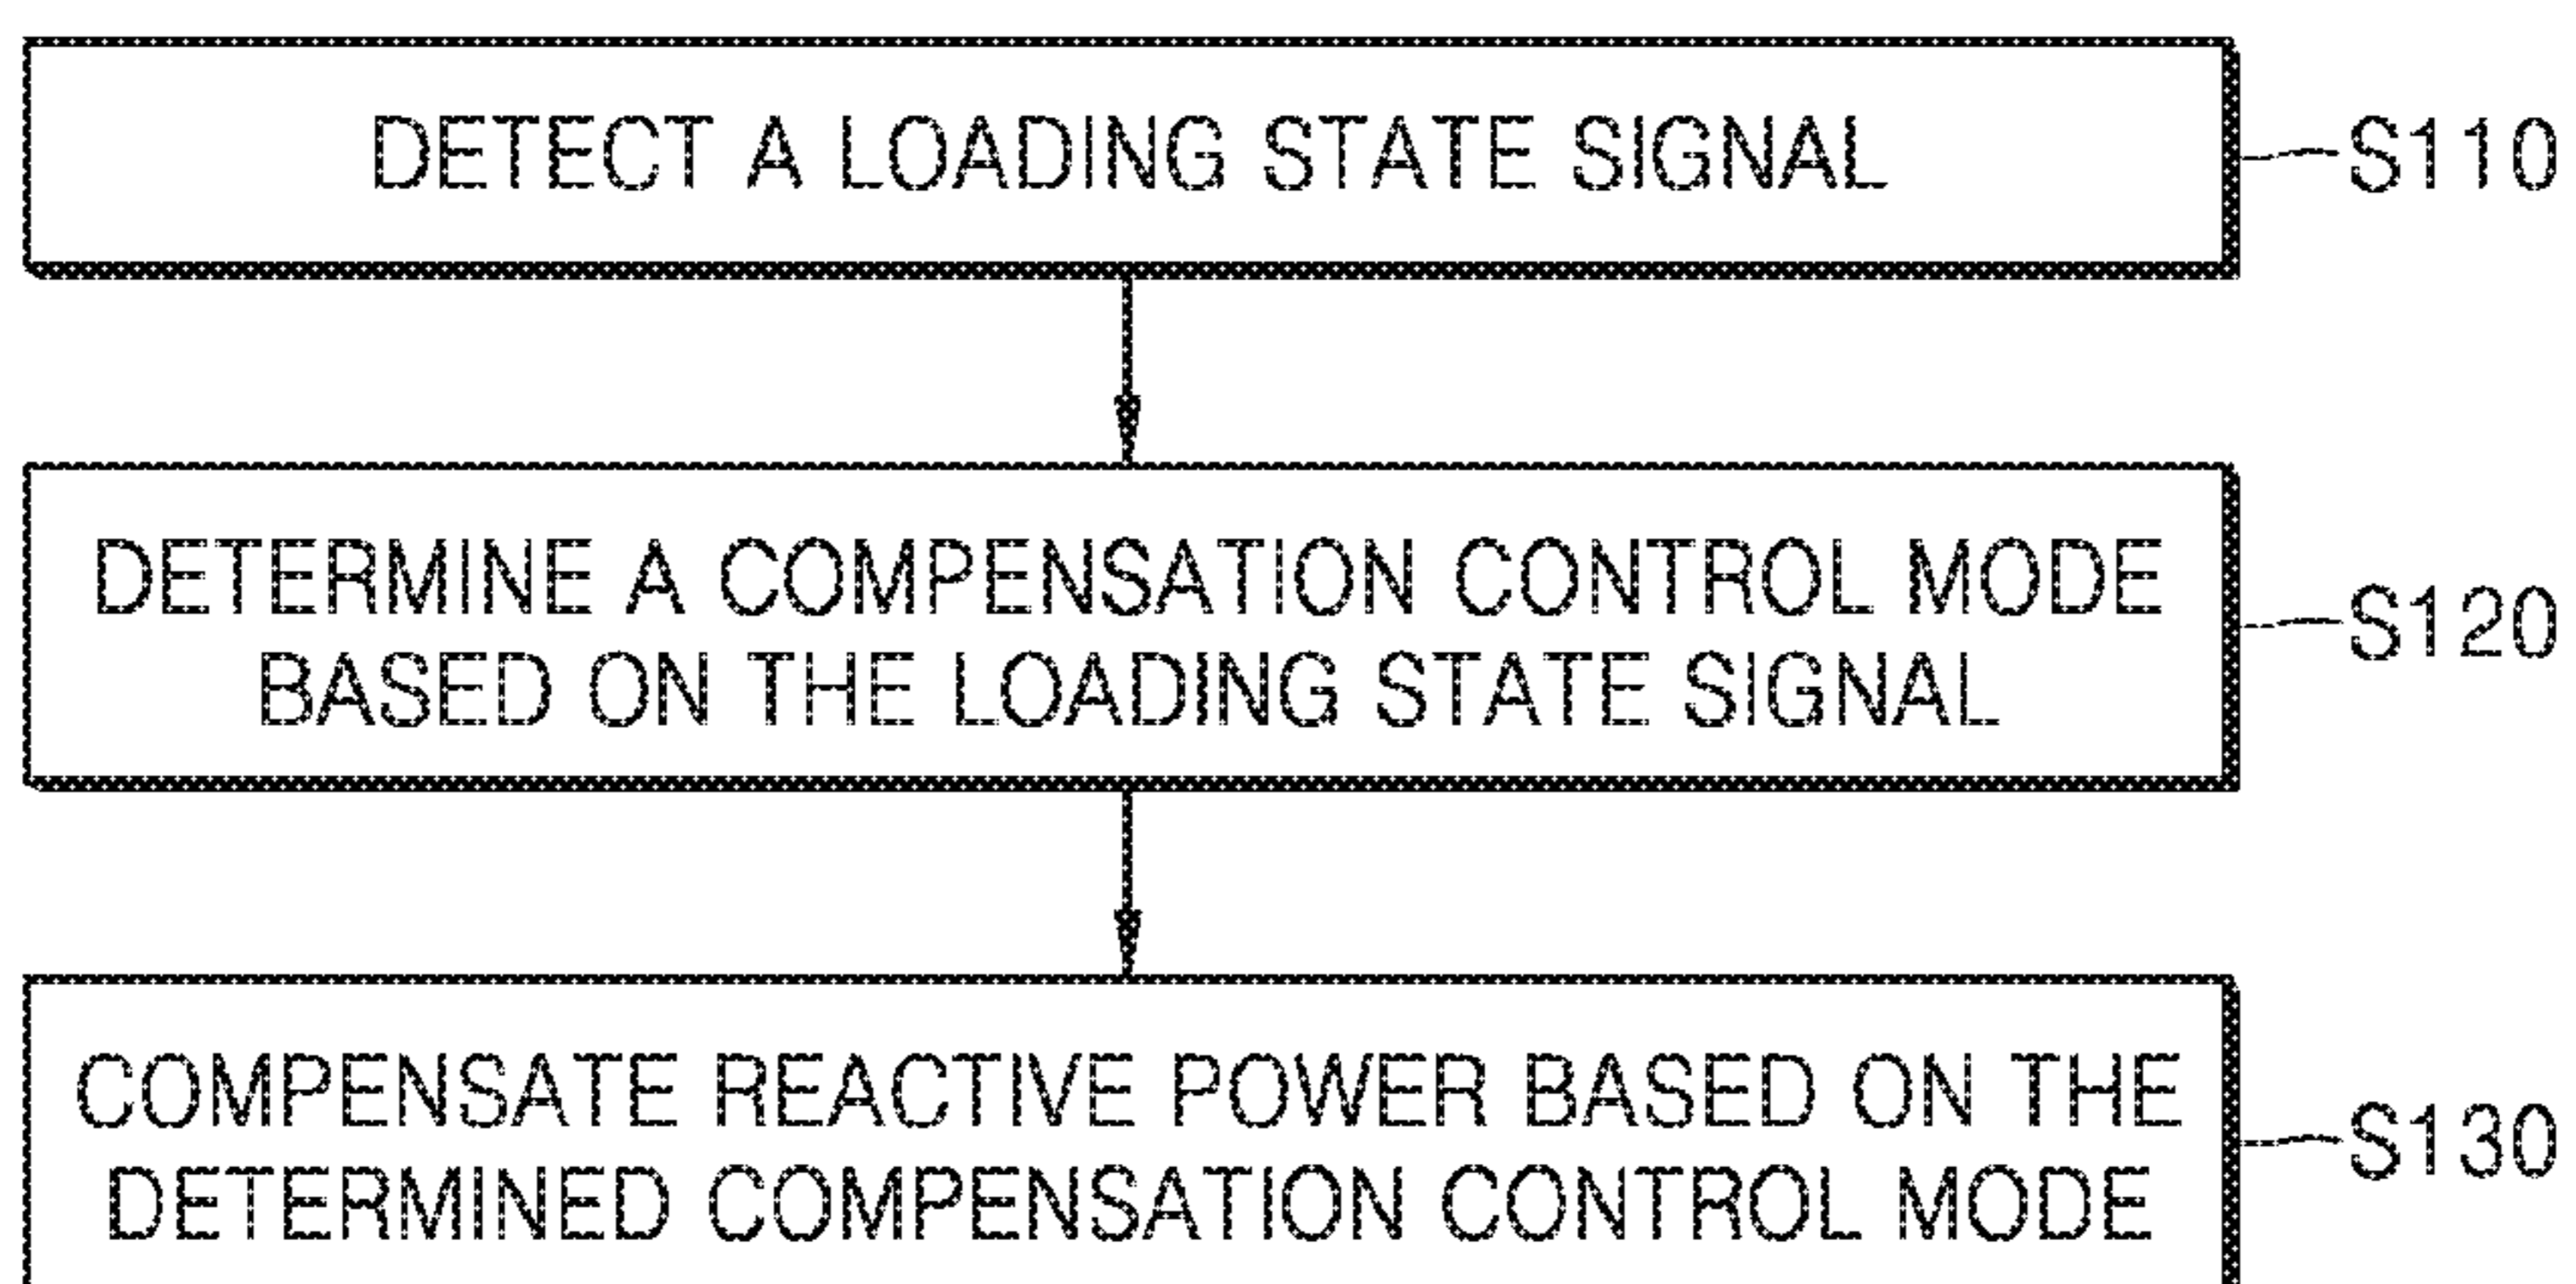 DETECT A LOADING STATE SIGNAL
S110
DETERMINE A COMPENSATION CONTROL MODE
BASED ON THE LOADING STATE SIGNAL
S120
COMPENSATE REACTIVE POWER BASED ON THE
DETERMINED COMPENSATION CONTROL MODE
S130